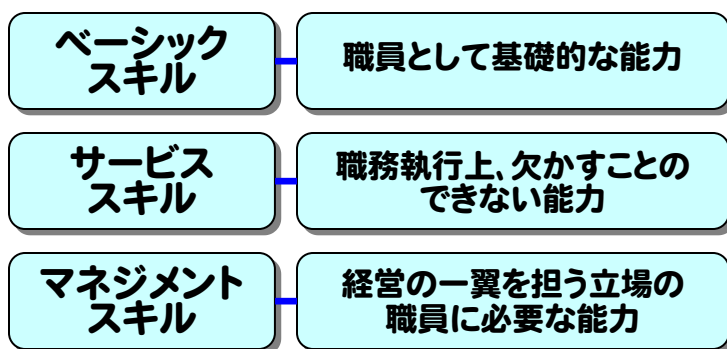 ベーシック
スキル
職員として基礎的な能力
サービス
スキル
職務執行上、欠かすことの
できない能力
マネジメント
スキル
経営の一翼を担う立場の
職員に必要な能力